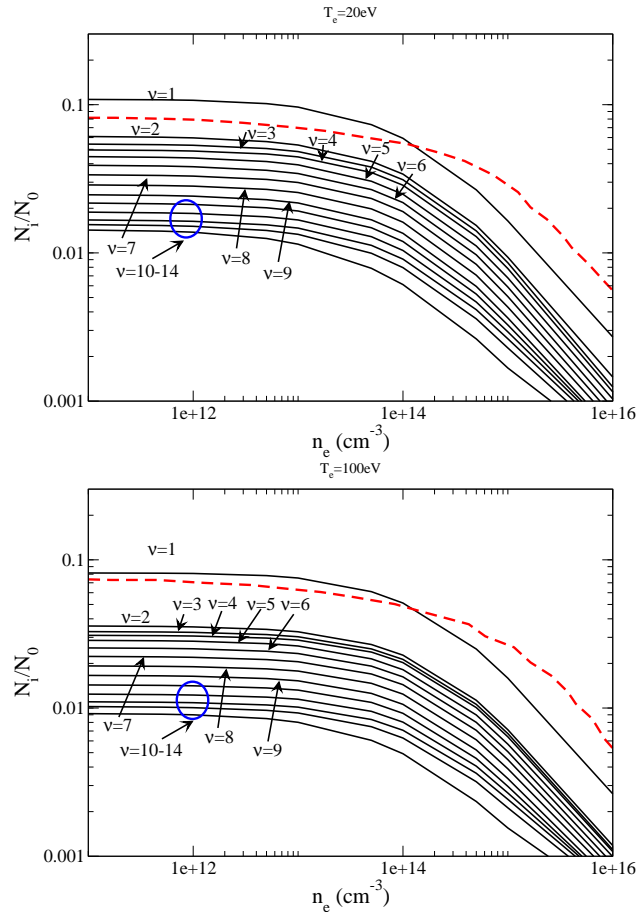 T_e=20eV
0.1
0.01
0.001
N_i/N_0
ν=1
ν=2
ν=3
ν=4
ν=5
ν=6
ν=7
ν=8
ν=9
ν=10-14
1e+12
1e+14
1e+16
n_e (cm^-3)
T_e=100eV
0.1
0.01
0.001
N_i/N_0
ν=1
ν=2
ν=3
ν=4
ν=5
ν=6
ν=7
ν=8
ν=9
ν=10-14
1e+12
1e+14
1e+16
n_e (cm^-3)